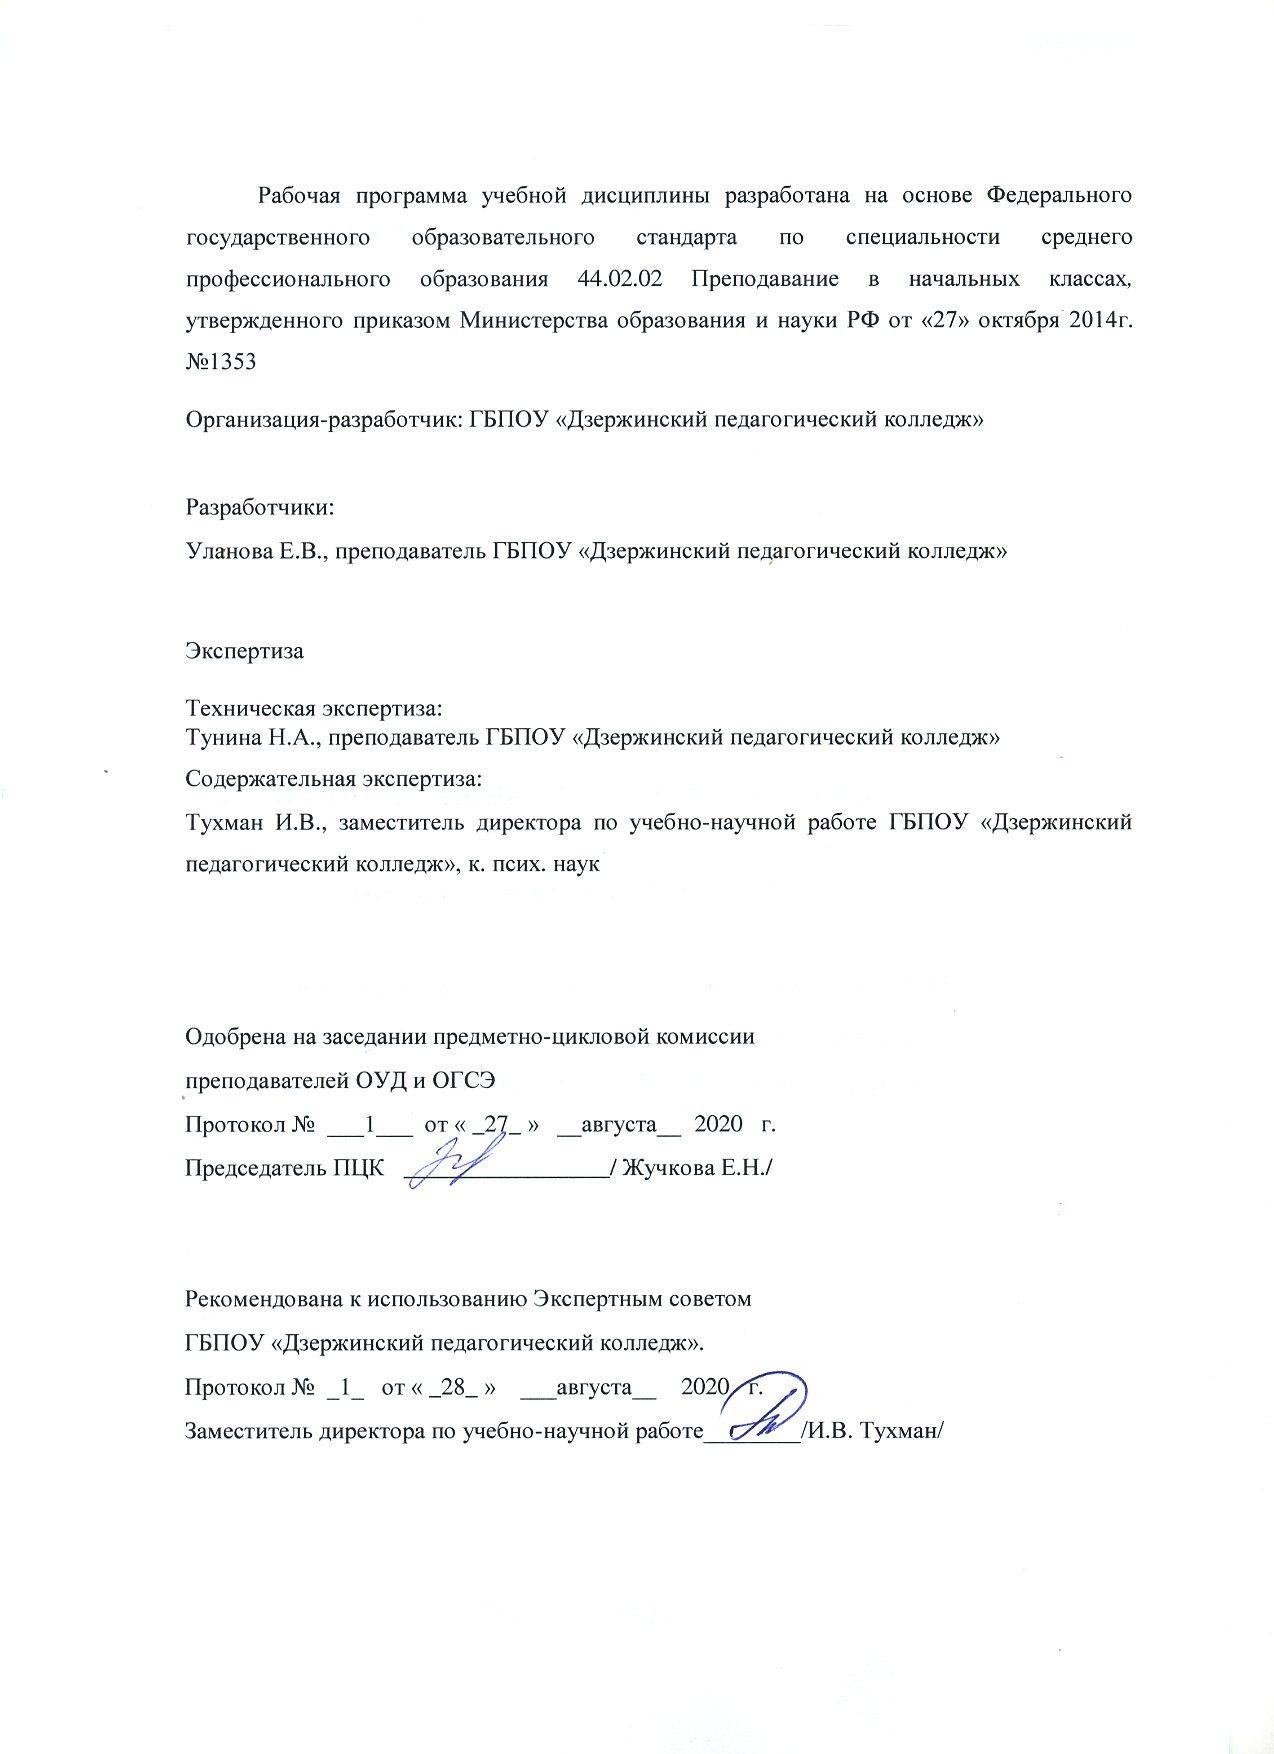 Рабочая программа учебной дисциплины разработана на основе Федерального
государственного образовательного стандарта по специальности среднего
профессионального образования 44.02.02 Преподавание в начальных классах,
утвержденного приказом Министерства образования и науки РФ от «27» октября 2014г.
№1353
Организация-разработчик: ГБПОУ «Дзержинский педагогический колледж»
Разработчики:
Уланова Е.В., преподаватель ГБПОУ «Дзержинский педагогический колледж»
Экспертиза
Техническая экспертиза:
Тунина Н.А., преподаватель ГБПОУ «Дзержинский педагогический колледж»
Содержательная экспертиза:
Тухман И.В., заместитель директора по учебно-научной работе ГБПОУ «Дзержинский
педагогический колледж», к. псих. наук
Одобрена на заседании предметно-цикловой комиссии
преподавателей ОУД и ОГСЭ
Протокол № ___1___ от « _27_ » __августа__ 2020 г.
Председатель ПЦК _________________/ Жучкова Е.Н./
Рекомендована к использованию Экспертным советом
ГБПОУ «Дзержинский педагогический колледж».
Протокол № _1_ от « _28_ » ___августа__ 2020 г.
Заместитель директора по учебно-научной работе________/И.В. Тухман/